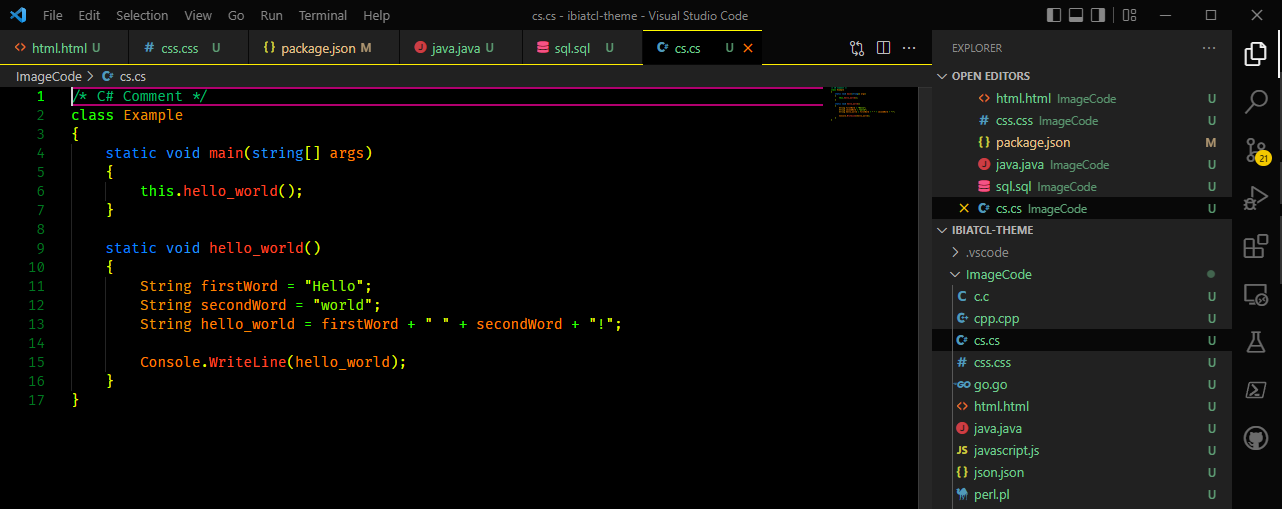 File Edit Selection View Go Run Terminal Help cs.cs - ibiatcl-theme - Visual Studio Code
html.html U css.css U package.json M java.java U sql.sql U cs.cs U
ImageCode > cs.cs
1 /* C# Comment */
2 class Example
3 {
4     static void main(string[] args)
5     {
6         this.hello_world();
7     }
8
9     static void hello_world()
10     {
11         String firstWord = "Hello";
12         String secondWord = "world";
13         String hello_world = firstWord + " " + secondWord + "!";
14
15         Console.WriteLine(hello_world);
16     }
17 }
EXPLORER
OPEN EDITORS
html.html ImageCode U
css.css ImageCode U
package.json M
java.java ImageCode U
sql.sql ImageCode U
cs.cs ImageCode U
IBIATCL-THEME
.vscode
ImageCode
C c.c U
cpp.cpp U
cs.cs U
css.css U
GO go.go U
html.html U
J java.java U
JS javascript.js U
json.json U
perl.pl U
21